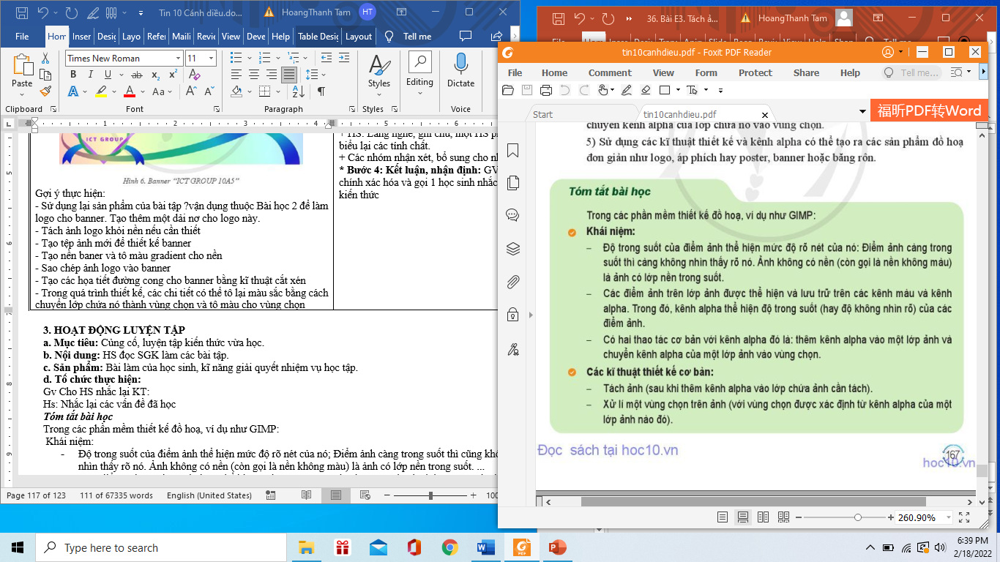 Tin 10 Cánh diều.do...
HoangThanh Tam
HT
File
Hom
Inser
Desig
Layo
Refer
Maili
Revie
View
Deve
Help
Table Desig
Layout
Tell me
Paste
Clipboard
Times New Roman
11
Font
Paragraph
Styles
Styles
Editing
Dictate
Voice
ICT GROUP
Hình 6. Banner "ICT GROUP 10A5"
Gợi ý thực hiện:
- Sử dụng lại sản phẩm của bài tập ?vận dụng thuộc Bài học 2 để làm
logo cho banner. Tạo thêm một dải nơ cho logo này.
- Tách ảnh logo khỏi nền nếu cần thiết
- Tạo tệp ảnh mới để thiết kế banner
- Tạo nền baner và tô màu gradient cho nền
- Sao chép ảnh logo vào banner
- Tạo các họa tiết đường cong cho banner bằng kĩ thuật cắt xén
- Trong quá trình thiết kế, các chi tiết có thể tô lại màu sắc bằng cách
chuyển lớp chứa nó thành vùng chọn và tô màu cho vùng chọn
+ HS: Lắng nghe, ghi chú, một HS p
biểu lại các tính chất.
+ Các nhóm nhận xét, bổ sung cho nh
* Bước 4: Kết luận, nhận định: GV
chính xác hóa và gọi 1 học sinh nhắc
kiến thức
3. HOẠT ĐỘNG LUYỆN TẬP
a. Mục tiêu: Củng cố, luyện tập kiến thức vừa học.
b. Nội dung: HS đọc SGK làm các bài tập.
c. Sản phẩm: Bài làm của học sinh, kĩ năng giải quyết nhiệm vụ học tập.
d. Tổ chức thực hiện:
Gv Cho HS nhắc lại KT:
Hs: Nhắc lại các vấn đề đã học
Tóm tắt bài học
Trong các phần mềm thiết kế đồ hoạ, ví dụ như GIMP:
Khái niệm:
- Độ trong suốt của điểm ảnh thể hiện mức độ rõ nét của nó; Điểm ảnh càng trong suốt thì cũng khô
nhìn thấy rõ nó. Ảnh không có nền (còn gọi là nền không màu) là ảnh có lớp nền trong suốt. ...
Page 117 of 123
111 of 67335 words
English (United States)
100
36. Bài E3. Tách ả...
HoangThanh Tam
tin10canhdieu.pdf - Foxit PDF Reader
File
Home
Comment
View
Form
Protect
Share
Help
Tell me...
Start
tin10canhdieu.pdf
福昕PDF转Word
chuyển kênh alpha của lớp chứa nó vào vùng chọn.
5) Sử dụng các kĩ thuật thiết kế và kênh alpha có thể tạo ra các sản phẩm đồ hoạ
đơn giản như logo, áp phích hay poster, banner hoặc băng rôn.
Tóm tắt bài học
Trong các phần mềm thiết kế đồ hoạ, ví dụ như GIMP:
Khái niệm:
– Độ trong suốt của điểm ảnh thể hiện mức độ rõ nét của nó: Điểm ảnh càng trong
suốt thì càng không nhìn thấy rõ nó. Ảnh không có nền (còn gọi là nền không màu)
là ảnh có lớp nền trong suốt.
– Các điểm ảnh trên lớp ảnh được thể hiện và lưu trữ trên các kênh màu và kênh
alpha. Trong đó, kênh alpha thể hiện độ trong suốt (hay độ không nhìn rõ) của các
điểm ảnh.
– Có hai thao tác cơ bản với kênh alpha đó là: thêm kênh alpha vào một lớp ảnh và
chuyển kênh alpha của một lớp ảnh vào vùng chọn.
Các kĩ thuật thiết kế cơ bản:
– Tách ảnh (sau khi thêm kênh alpha vào lớp chứa ảnh cần tách).
– Xử lí một vùng chọn trên ảnh (với vùng chọn được xác định từ kênh alpha của một
lớp ảnh nào đó).
Đọc sách tại hoc10.vn
167
hoc10.vn
260.90%
Type here to search
6:39 PM
2/18/2022